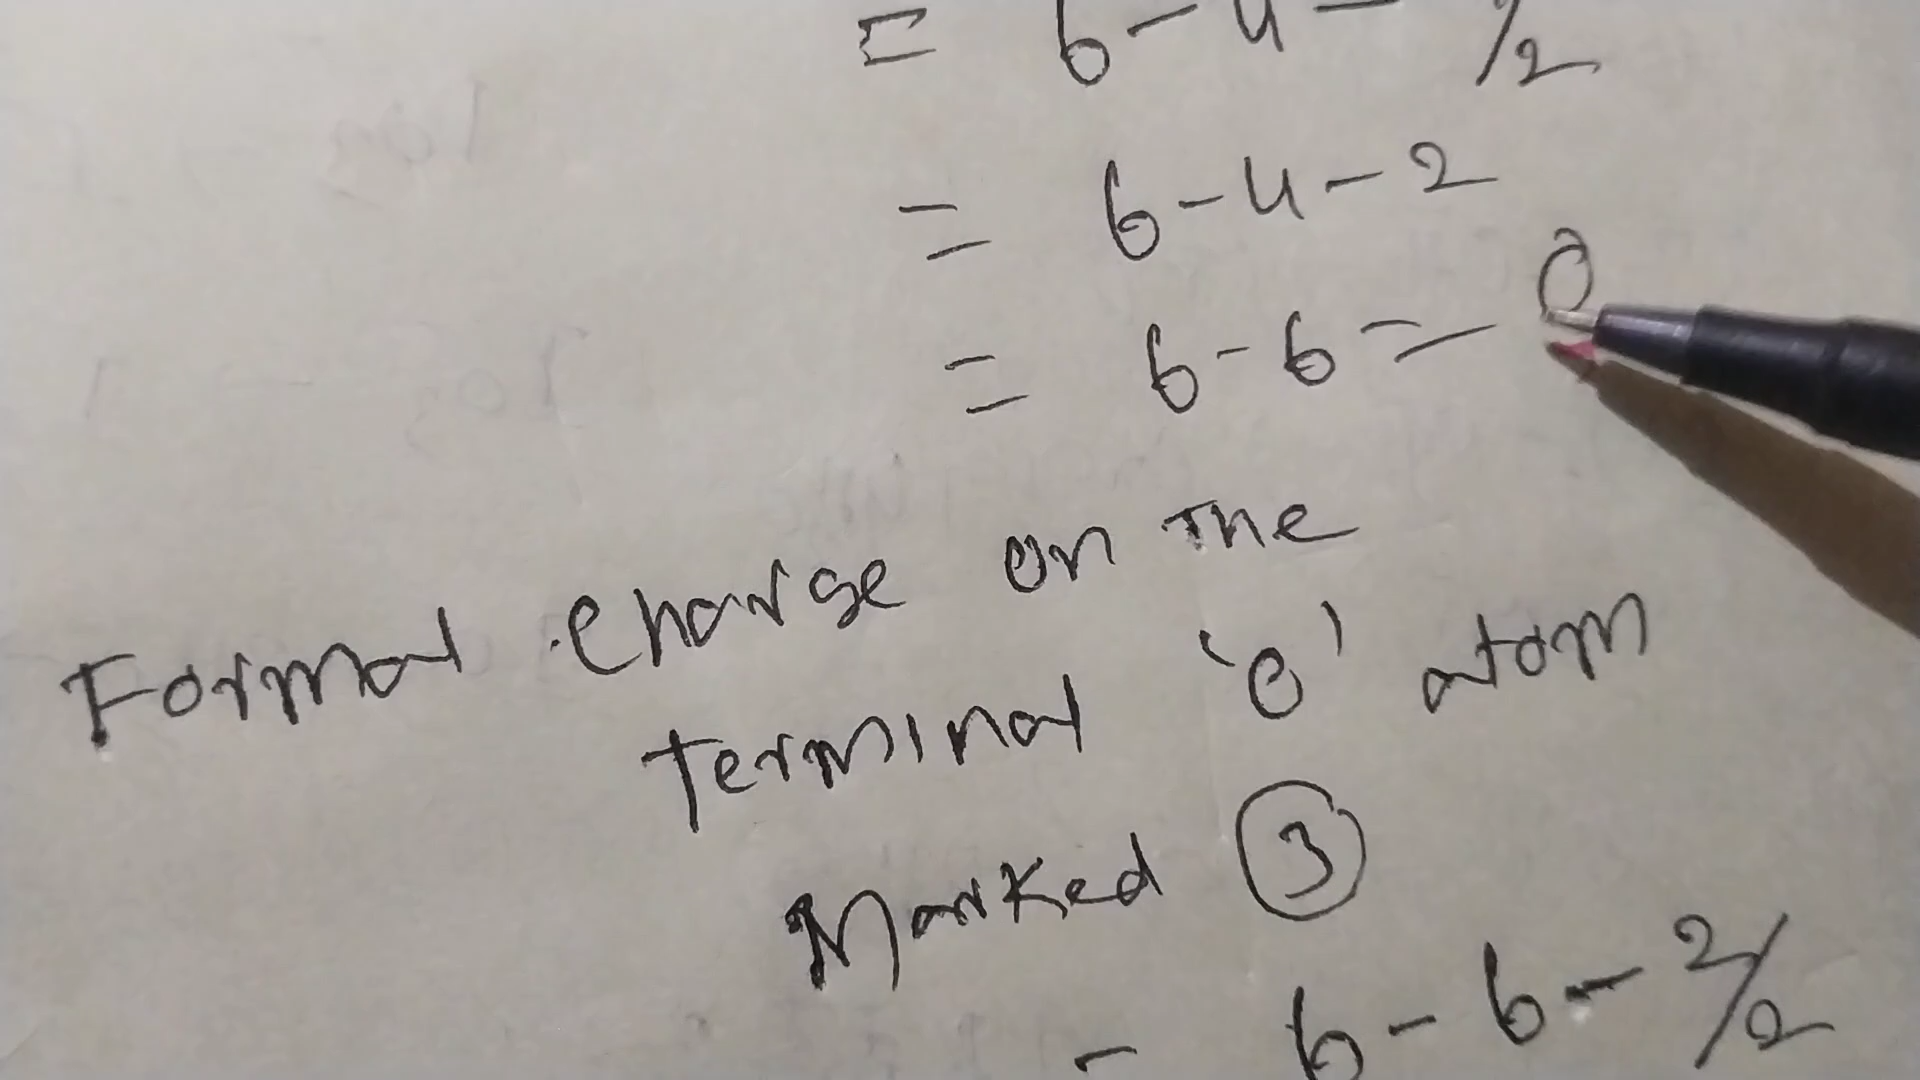 = 6 - 4 - /2
= 6 - 4 - 2
= 6 - 6 = 0
Formal charge on the
terminal 'O' atom
Marked ③
= 6 - 6 - 2/2